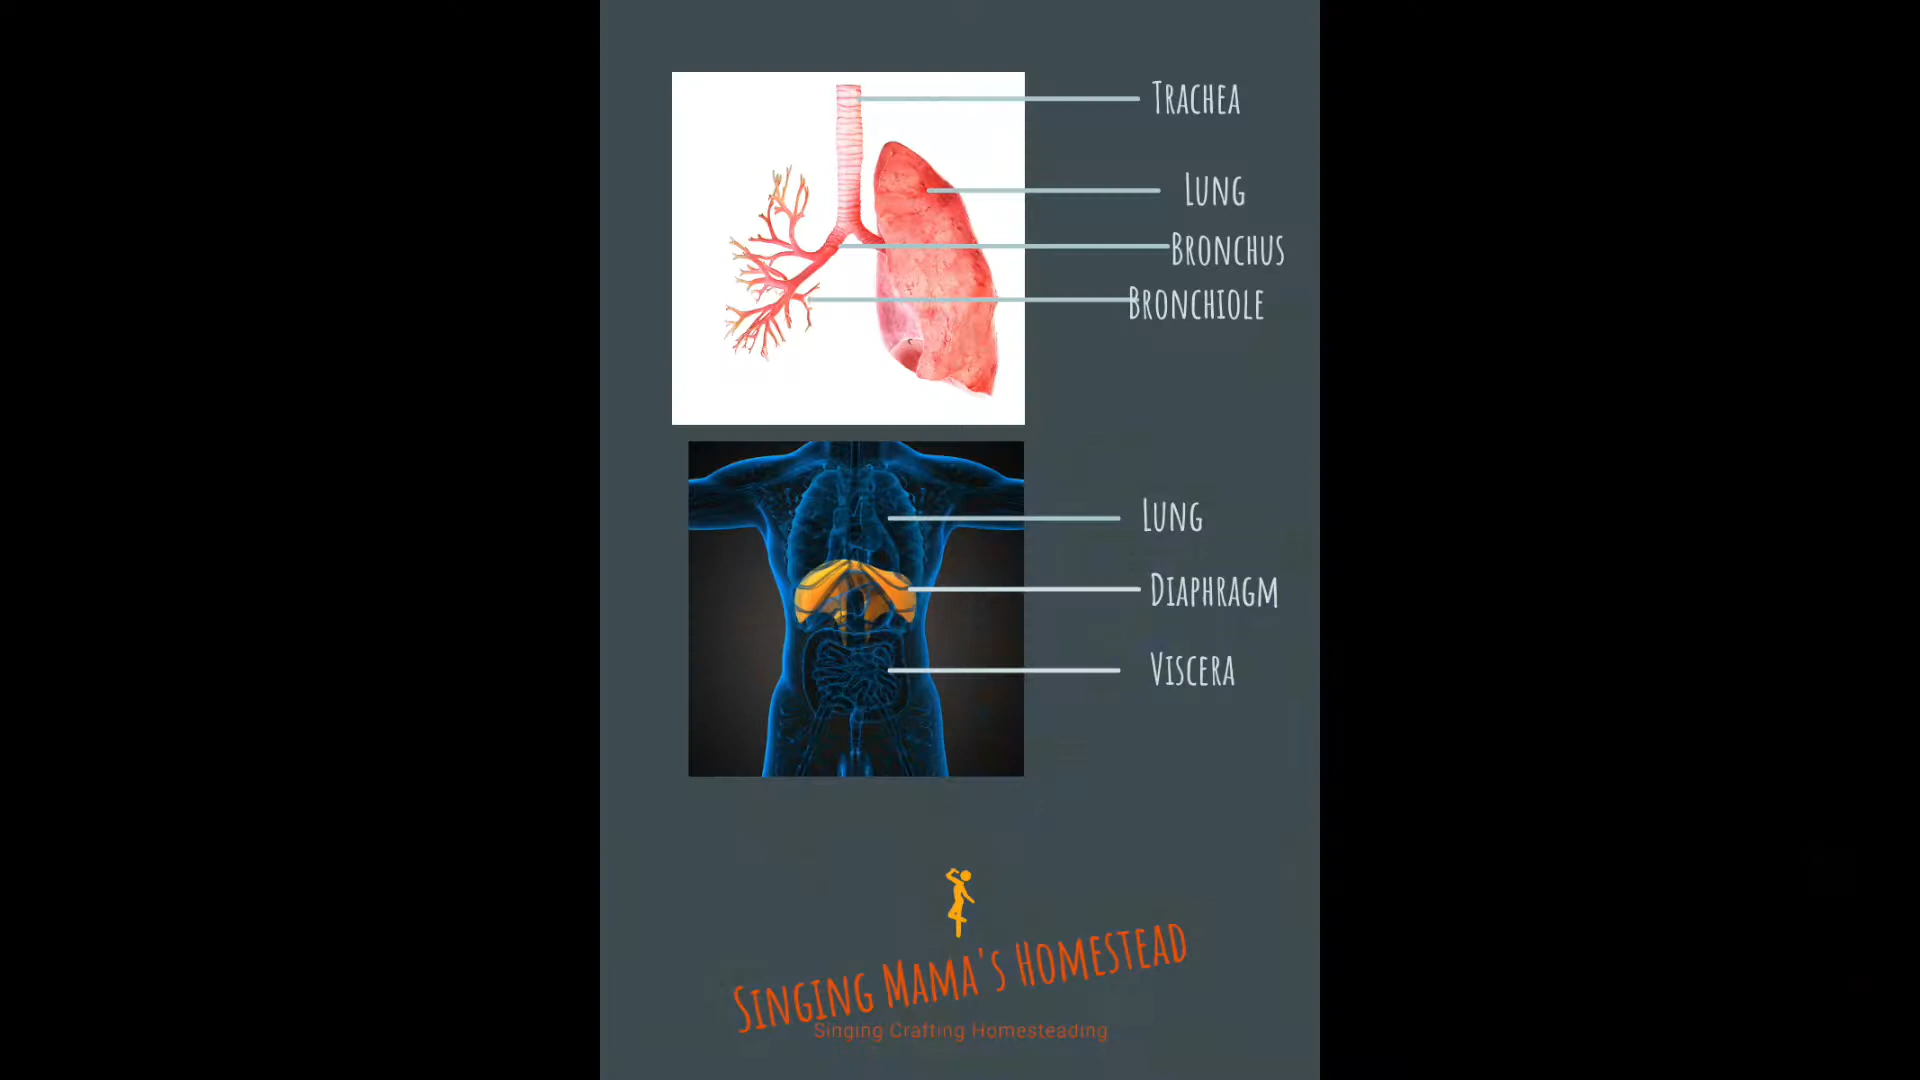 Trachea
Lung
Bronchus
Bronchiole
Lung
Diaphragm
Viscera
Singing Mama's Homestead
Singing Crafting Homesteading